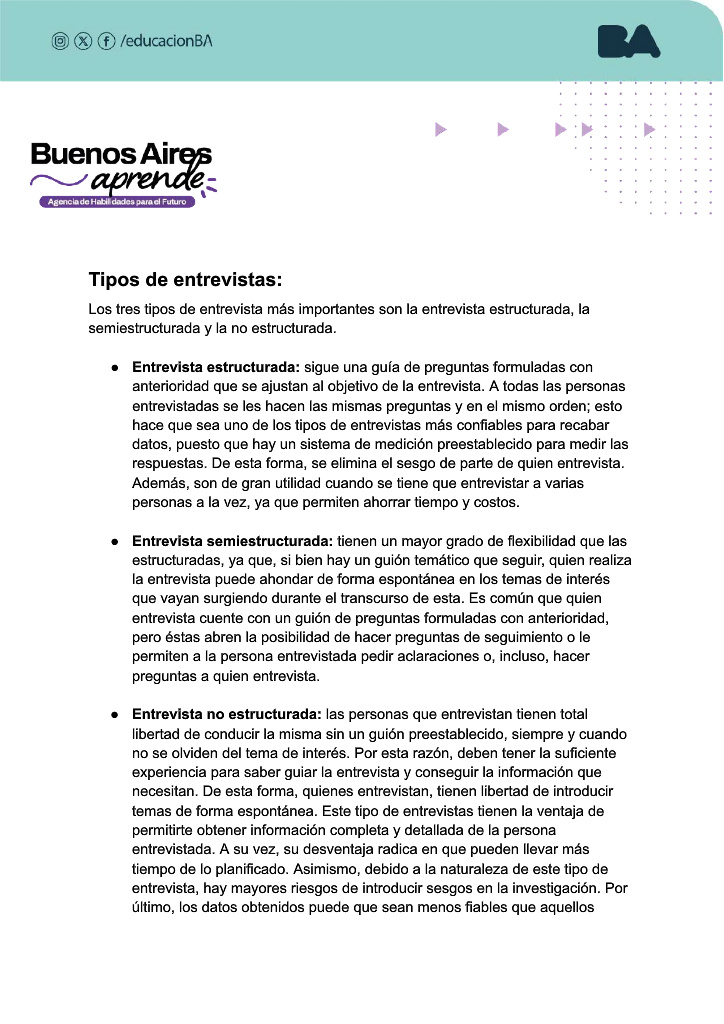 /educacionBA
BA
Buenos Aires
aprende
Agencia de Habilidades para el Futuro
Tipos de entrevistas:
Los tres tipos de entrevista más importantes son la entrevista estructurada, la
semiestructurada y la no estructurada.
● Entrevista estructurada: sigue una guía de preguntas formuladas con
anterioridad que se ajustan al objetivo de la entrevista. A todas las personas
entrevistadas se les hacen las mismas preguntas y en el mismo orden; esto
hace que sea uno de los tipos de entrevistas más confiables para recabar
datos, puesto que hay un sistema de medición preestablecido para medir las
respuestas. De esta forma, se elimina el sesgo de parte de quien entrevista.
Además, son de gran utilidad cuando se tiene que entrevistar a varias
personas a la vez, ya que permiten ahorrar tiempo y costos.
● Entrevista semiestructurada: tienen un mayor grado de flexibilidad que las
estructuradas, ya que, si bien hay un guión temático que seguir, quien realiza
la entrevista puede ahondar de forma espontánea en los temas de interés
que vayan surgiendo durante el transcurso de esta. Es común que quien
entrevista cuente con un guión de preguntas formuladas con anterioridad,
pero éstas abren la posibilidad de hacer preguntas de seguimiento o le
permiten a la persona entrevistada pedir aclaraciones o, incluso, hacer
preguntas a quien entrevista.
● Entrevista no estructurada: las personas que entrevistan tienen total
libertad de conducir la misma sin un guión preestablecido, siempre y cuando
no se olviden del tema de interés. Por esta razón, deben tener la suficiente
experiencia para saber guiar la entrevista y conseguir la información que
necesitan. De esta forma, quienes entrevistan, tienen libertad de introducir
temas de forma espontánea. Este tipo de entrevistas tienen la ventaja de
permitirte obtener información completa y detallada de la persona
entrevistada. A su vez, su desventaja radica en que pueden llevar más
tiempo de lo planificado. Asimismo, debido a la naturaleza de este tipo de
entrevista, hay mayores riesgos de introducir sesgos en la investigación. Por
último, los datos obtenidos puede que sean menos fiables que aquellos